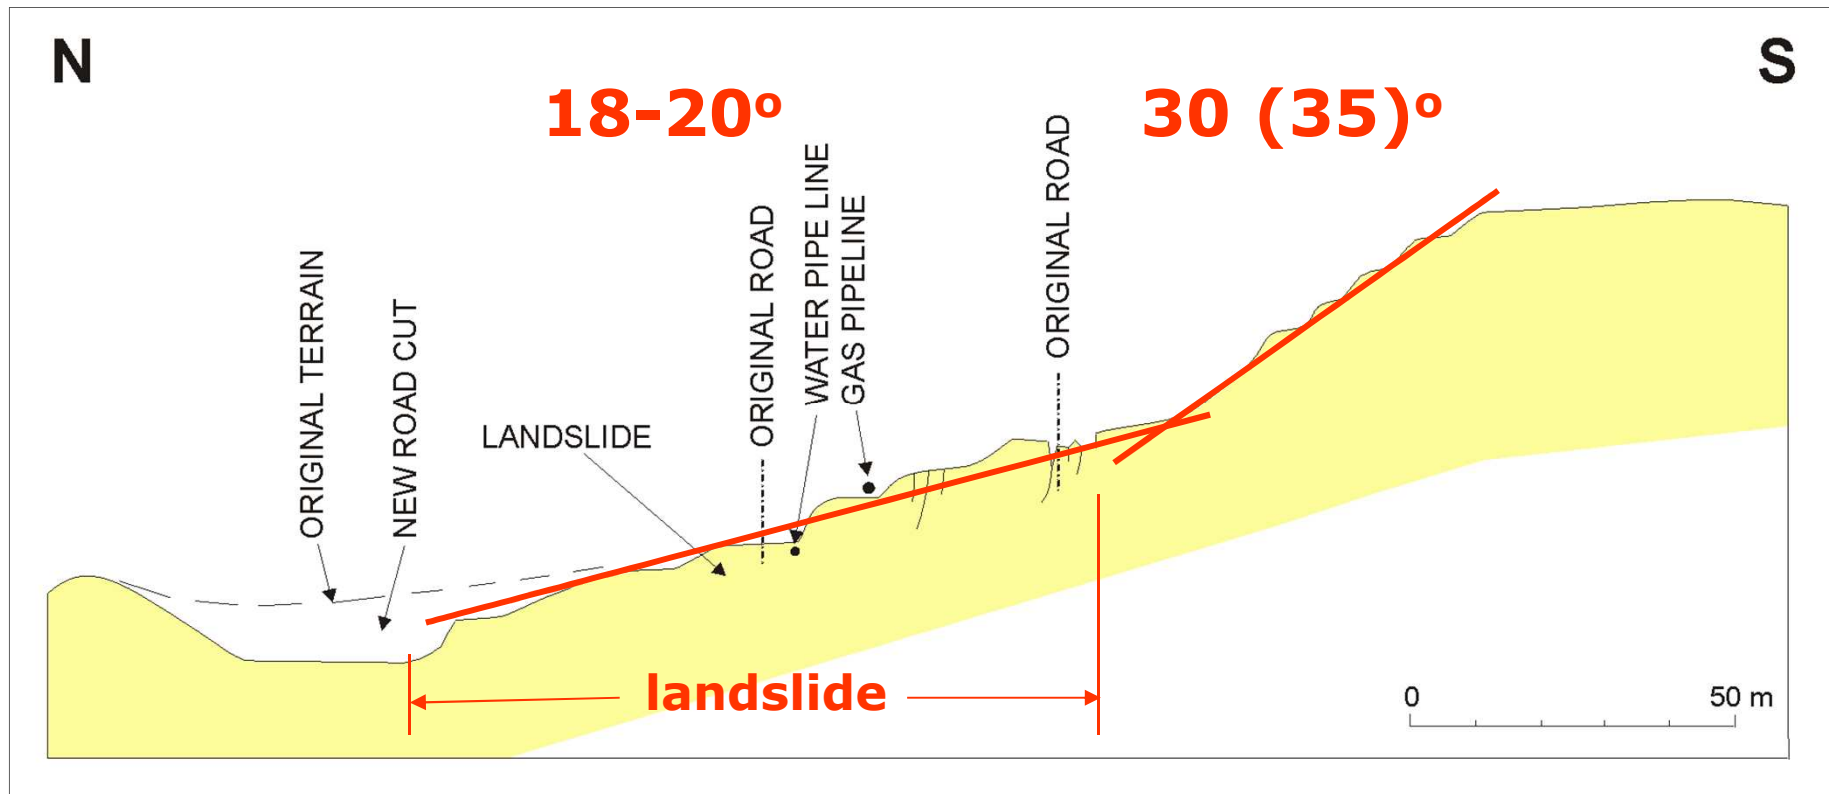 N
S
18-20º
30 (35)º
ORIGINAL TERRAIN
NEW ROAD CUT
LANDSLIDE
ORIGINAL ROAD
WATER PIPE LINE
GAS PIPELINE
ORIGINAL ROAD
landslide
0
50 m